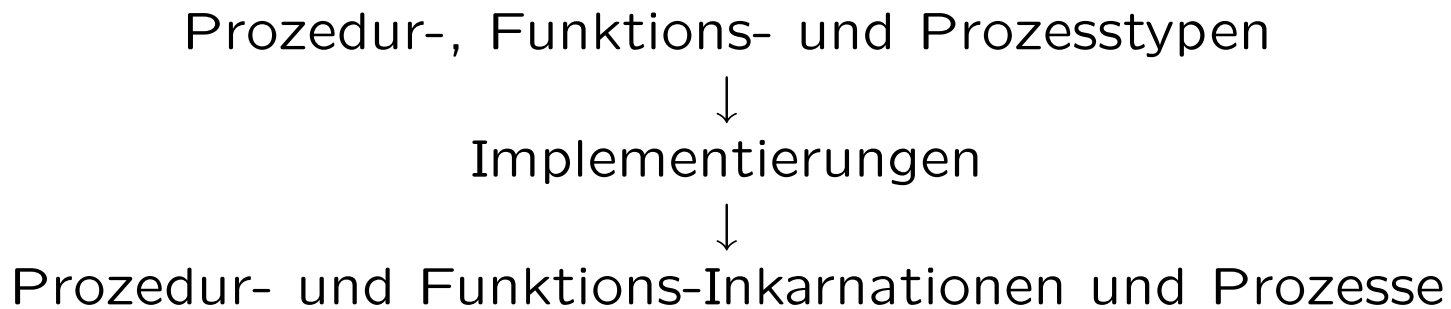 Prozedur-, Funktions- und Prozesstypen
↓
Implementierungen
↓
Prozedur- und Funktions-Inkarnationen und Prozesse